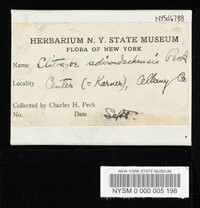 NYSf4788
HERBARIUM N. Y. STATE MUSEUM
FLORA OF NEW YORK
Name Clitocybe adirondackensis Peck
Locality Center (= Karner), Albany Co
Collected by Charles H. Peck
No. Date Sept.
NEW YORK STATE MUSEUM
NYSM 0 000 005 198